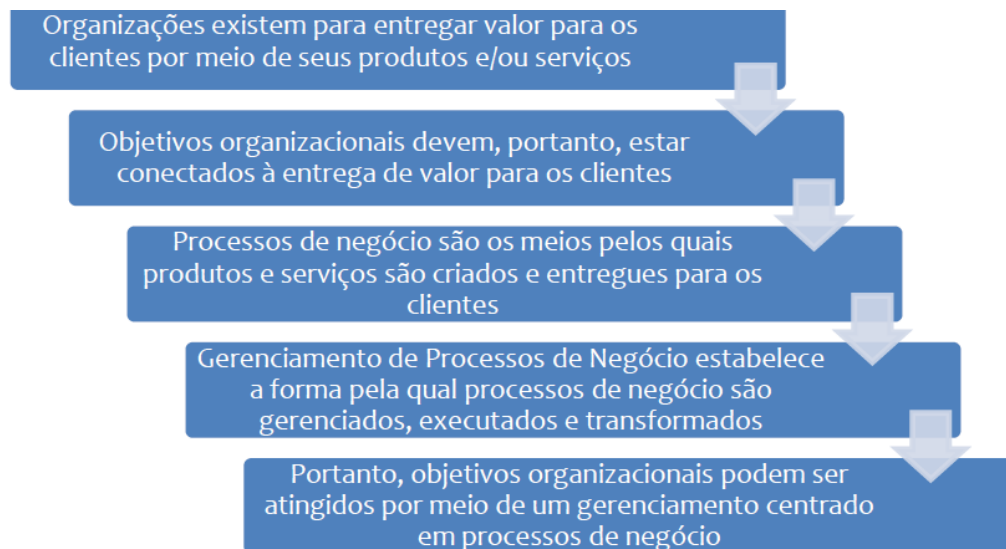 Organizações existem para entregar valor para os
clientes por meio de seus produtos e/ou serviços
Objetivos organizacionais devem, portanto, estar
conectados à entrega de valor para os clientes
Processos de negócio são os meios pelos quais
produtos e serviços são criados e entregues para os
clientes
Gerenciamento de Processos de Negócio estabelece
a forma pela qual processos de negócio são
gerenciados, executados e transformados
Portanto, objetivos organizacionais podem ser
atingidos por meio de um gerenciamento centrado
em processos de negócio